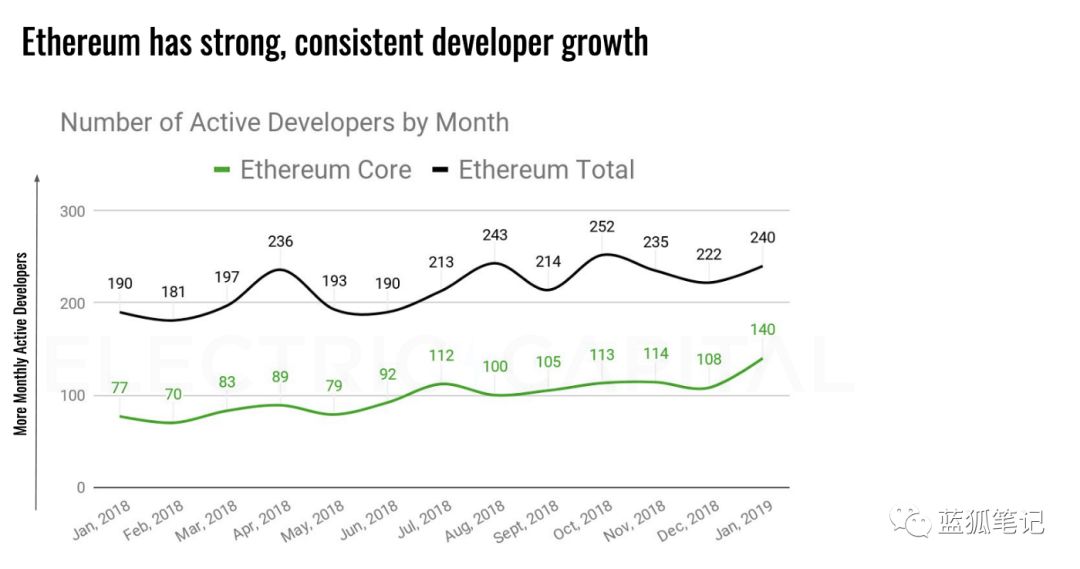 Ethereum has strong, consistent developer growth
Number of Active Developers by Month
Ethereum Core Ethereum Total
More Monthly Active Developers
300
200
100
0
190 181 197 236 193 190 213 243 214 252 235 222 240
77 70 83 89 79 92 112 100 105 113 114 108 140
ELECTRIC CAPITAL
Jan, 2018 Feb, 2018 Mar, 2018 Apr, 2018 May, 2018 Jun, 2018 Jul, 2018 Aug, 2018 Sept, 2018 Oct, 2018 Nov, 2018 Dec, 2018 Jan, 2019
蓝狐笔记